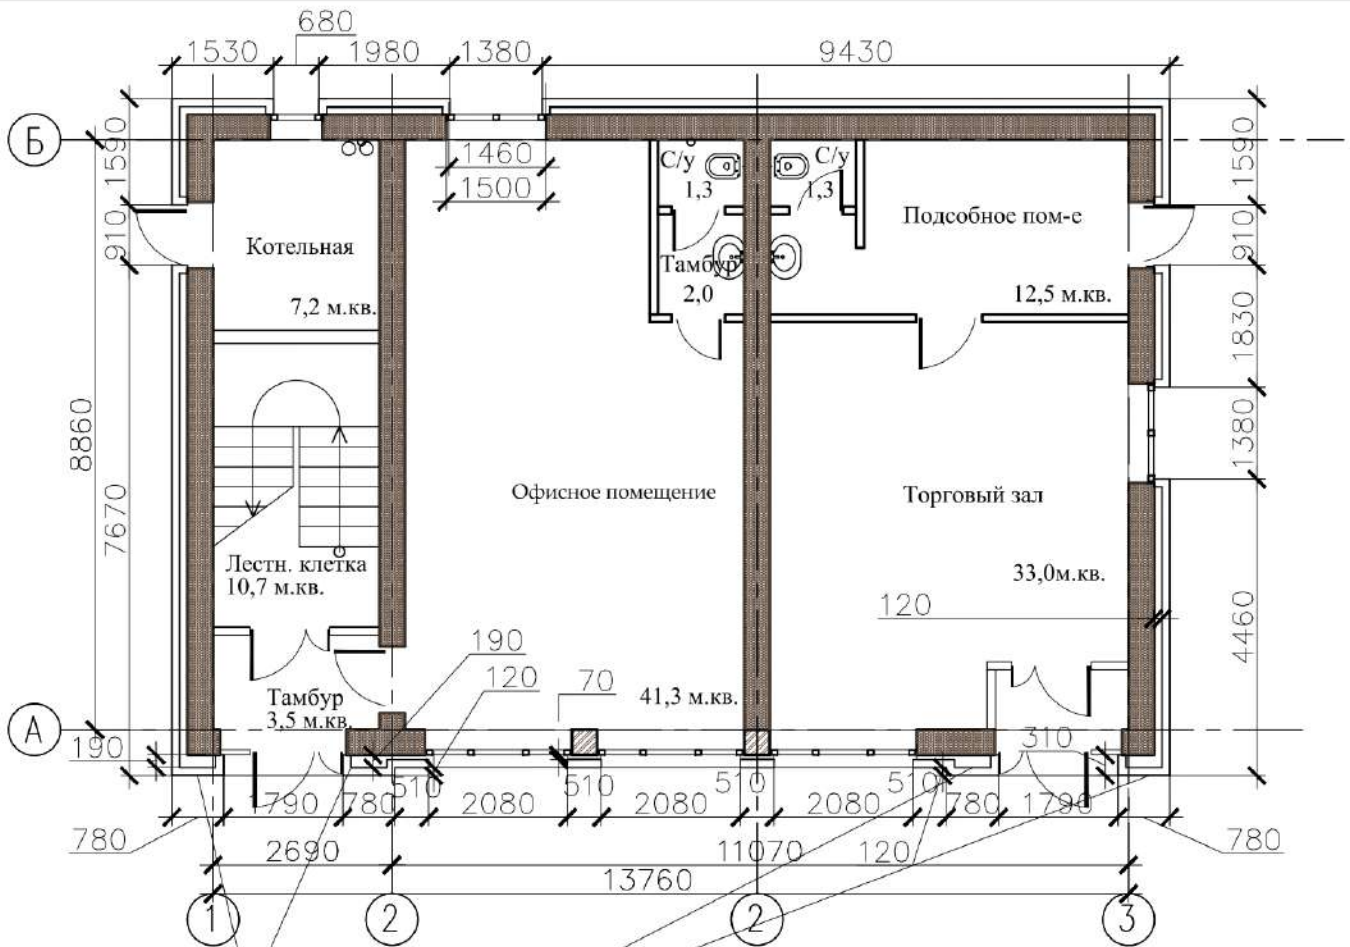 680
1530
1980
1380
9430
Б
1590
1460
1500
С/у
1,3
С/у
1,3
1590
910
Котельная
7,2 м.кв.
Тамбур
2,0
Подсобное пом-е
12,5 м.кв.
910
1830
8860
7670
1380
Офисное помещение
Торговый зал
Лестн. клетка
10,7 м.кв.
33,0м.кв.
120
4460
190
120
70
41,3 м.кв.
Тамбур
3,5 м.кв.
А
190
310
510
510
510
510
790
780
2080
2080
2080
780
1790
780
780
2690
11070
120
13760
1
2
2
3